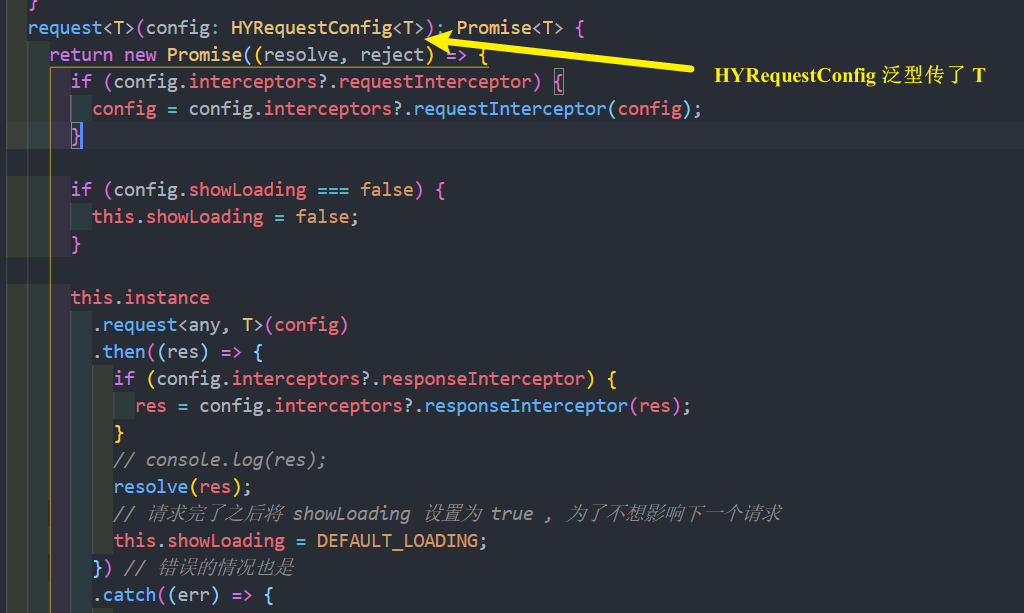 }
request<T>(config: HYRequestConfig<T>): Promise<T> {
return new Promise((resolve, reject) => {
if (config.interceptors?.requestInterceptor) {
HYRequestConfig 泛型传了 T
config = config.interceptors?.requestInterceptor(config);
}
if (config.showLoading === false) {
this.showLoading = false;
}
this.instance
.request<any, T>(config)
.then((res) => {
if (config.interceptors?.responseInterceptor) {
res = config.interceptors?.responseInterceptor(res);
}
// console.log(res);
resolve(res);
// 请求完了之后将 showLoading 设置为 true , 为了不想影响下一个请求
this.showLoading = DEFAULT_LOADING;
}) // 错误的情况也是
.catch((err) => {